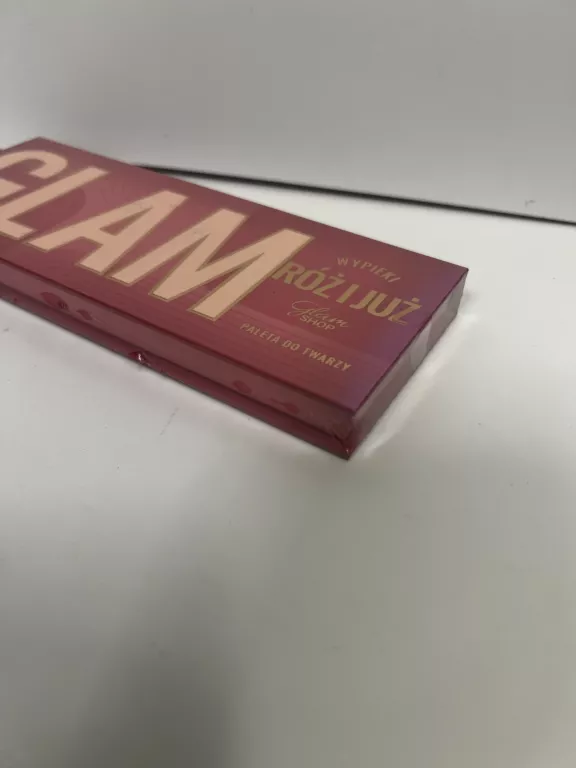 GLAM
WYPIEKI
RÓŻ I JUŻ
Glam
SHOP
PALETA DO TWARZY